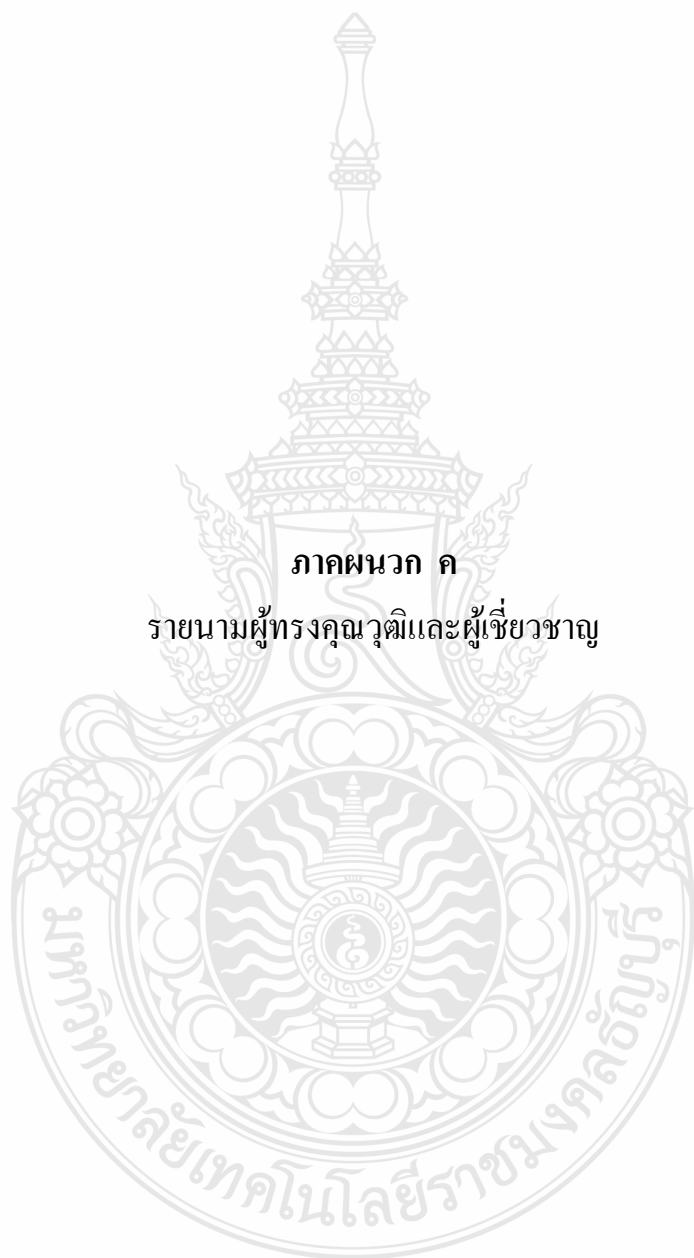 ภาคผนวก ค
รายนามผู้ทรงคุณวุฒิและผู้เชี่ยวชาญ
มหาวิทยาลัยเทคโนโลยีราชมงคลธัญบุรี